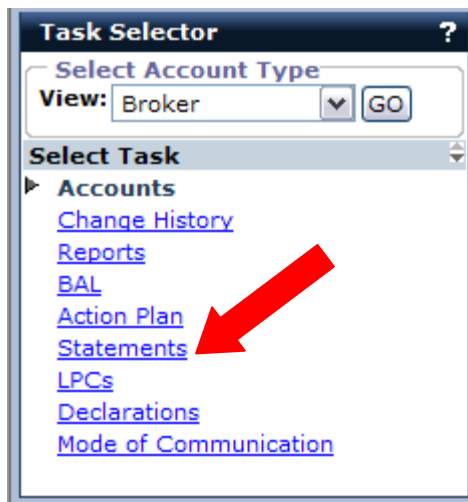 Task Selector ?
Select Account Type
View: Broker GO
Select Task
Accounts
Change History
Reports
BAL
Action Plan
Statements
LPCs
Declarations
Mode of Communication